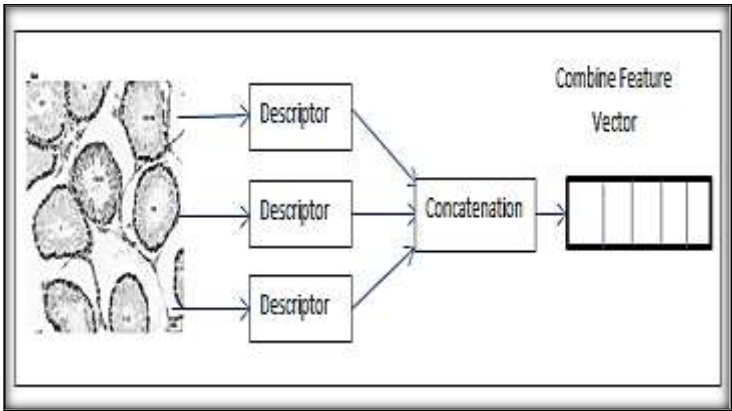 Combine Feature
Vector
Descriptor
Descriptor
Concatenation
Descriptor